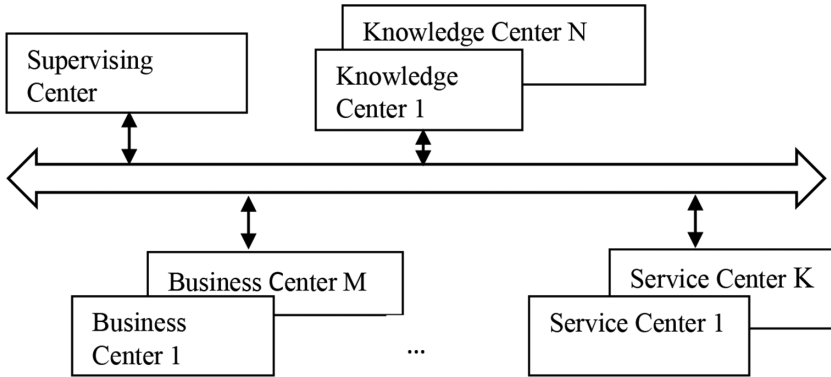 Supervising
Center
Knowledge Center N
Knowledge
Center 1
Business Center M
Business
Center 1
...
Service Center K
Service Center 1